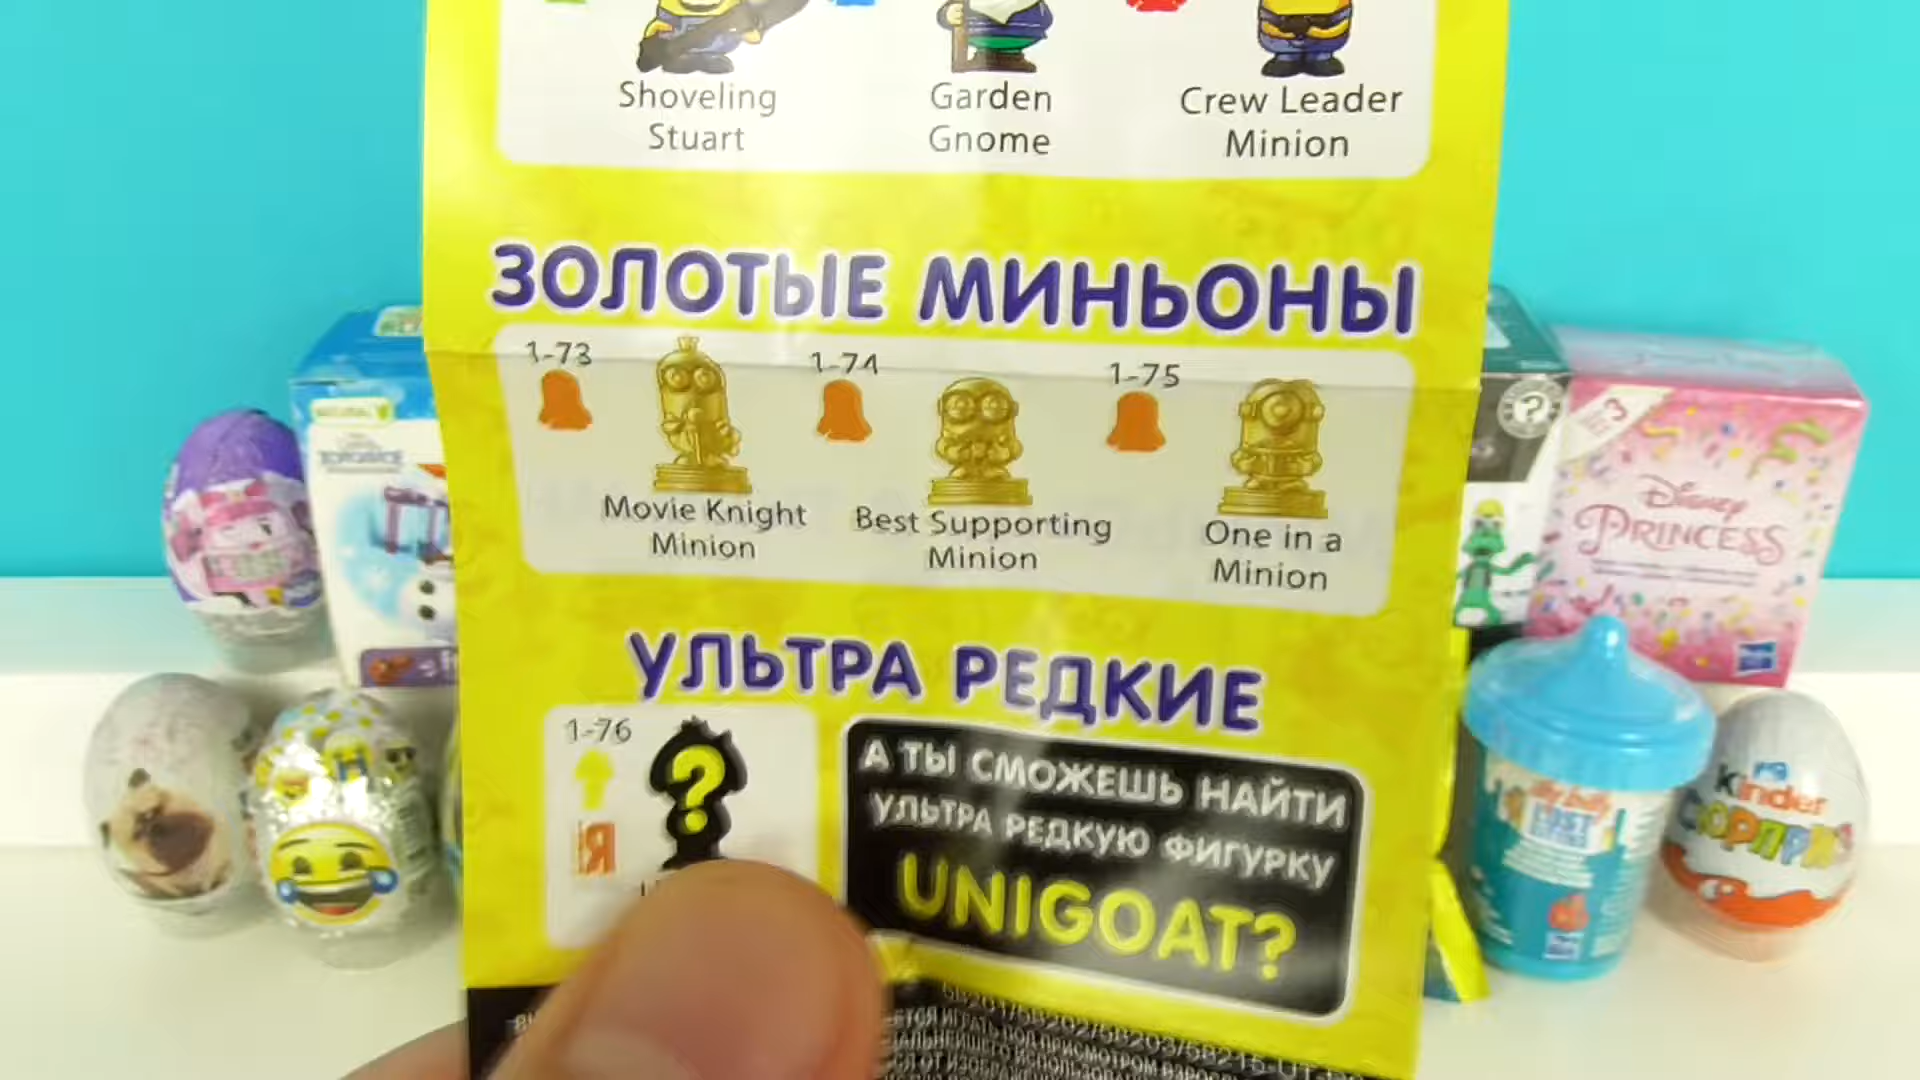 Shoveling
Stuart
Garden
Gnome
Crew Leader
Minion
ЗОЛОТЫЕ МИНЬОНЫ
1-73
1-74
1-75
Movie Knight
Minion
Best Supporting
Minion
One in a
Minion
УЛЬТРА РЕДКИЕ
1-76
?
Я
А ТЫ СМОЖЕШЬ НАЙТИ
УЛЬТРА РЕДКУЮ ФИГУРКУ
UNIGOAT?
?
3
Disney
PRINCESS
kinder
СЮРПРИЗ